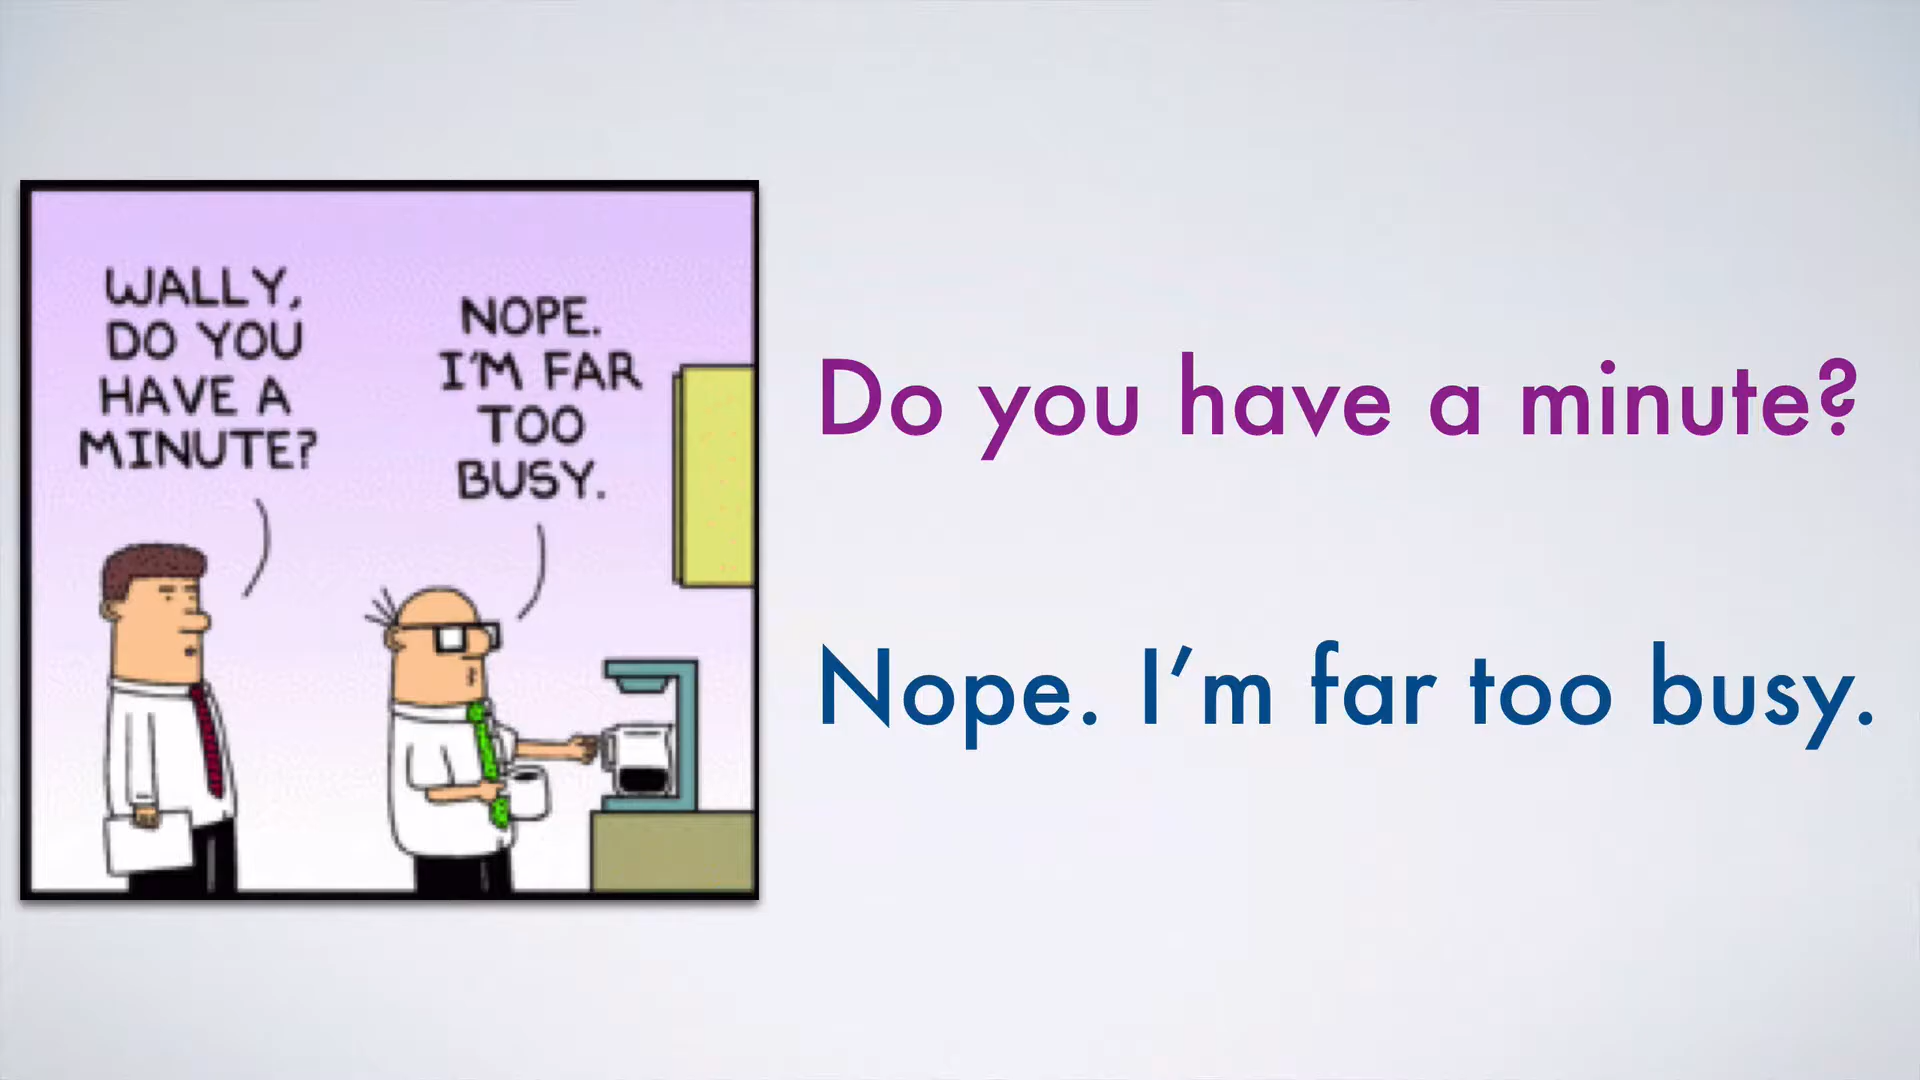 WALLY,
DO YOU
HAVE A
MINUTE?
NOPE.
I'M FAR
TOO
BUSY.
Do you have a minute?
Nope. I'm far too busy.